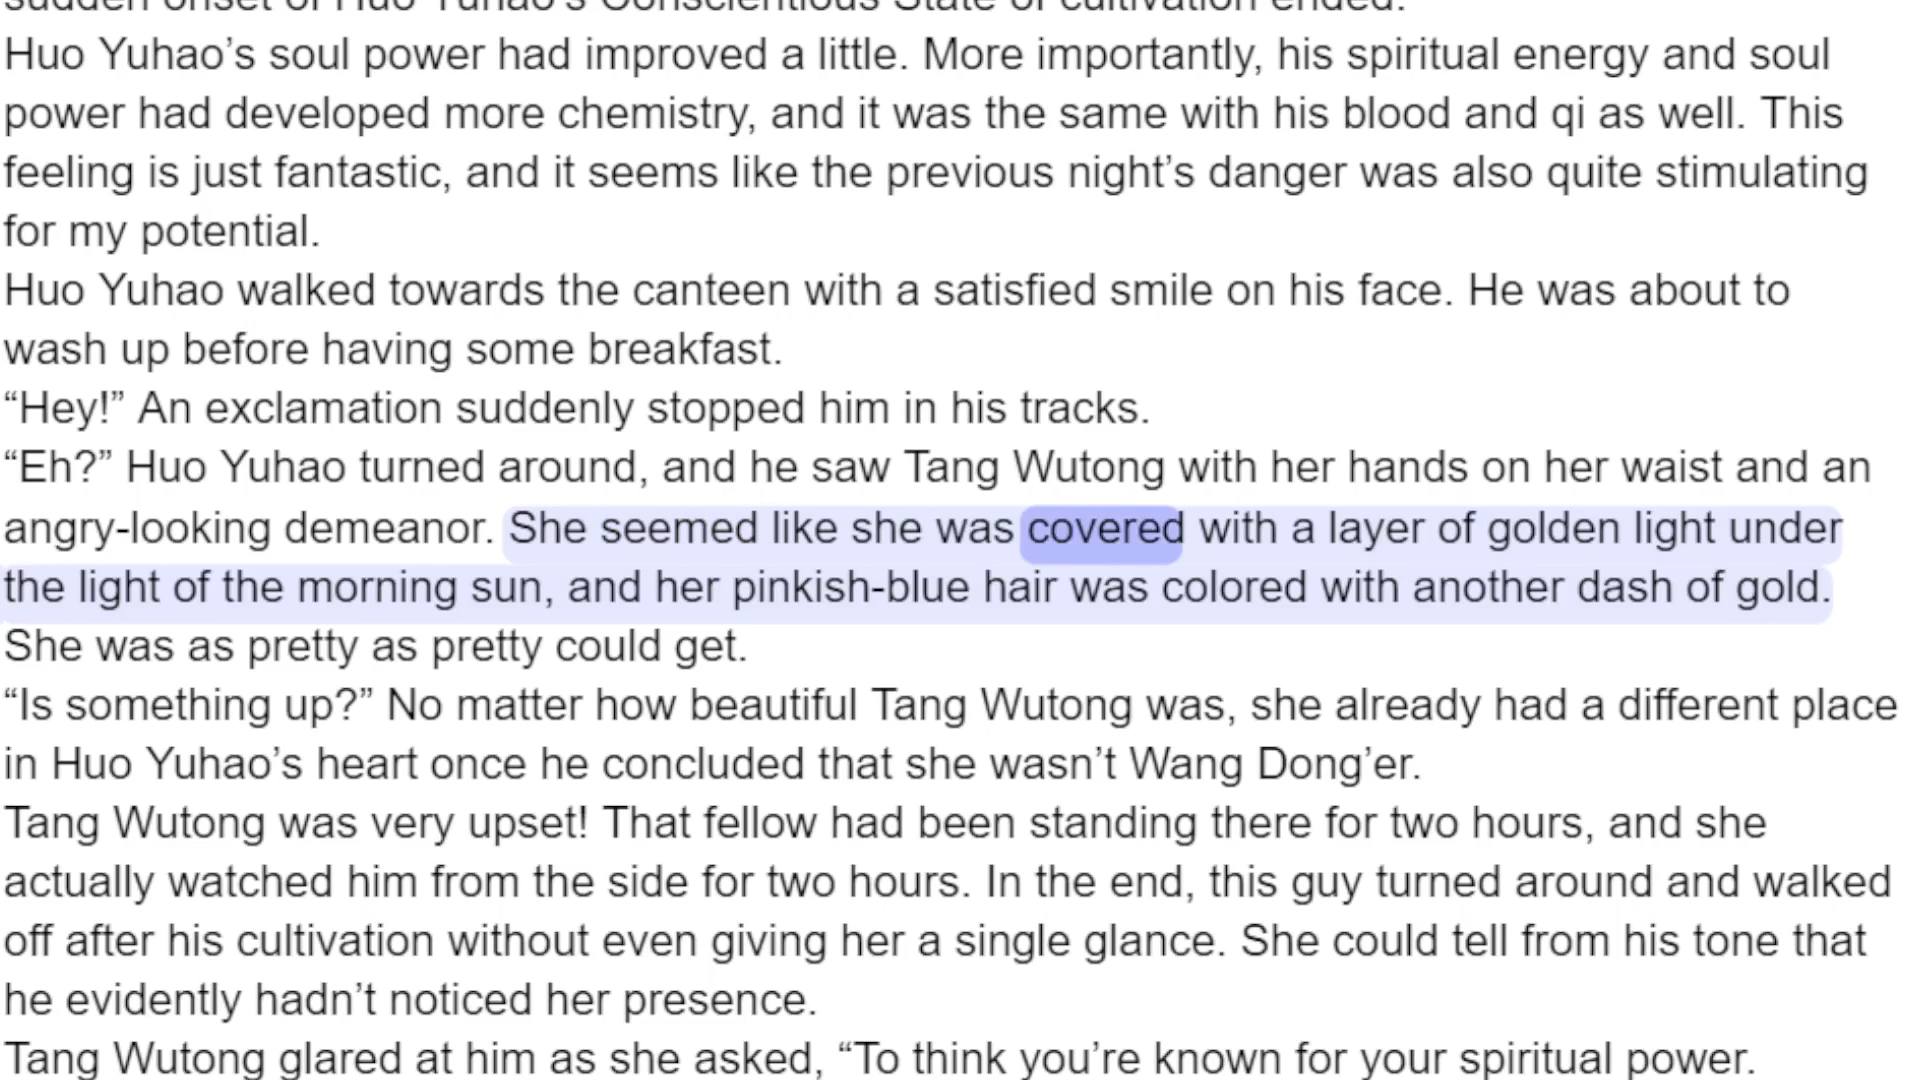 sudden onset of Huo Yuhao's Conscientious State of cultivation ended.
Huo Yuhao’s soul power had improved a little. More importantly, his spiritual energy and soul
power had developed more chemistry, and it was the same with his blood and qi as well. This
feeling is just fantastic, and it seems like the previous night’s danger was also quite stimulating
for my potential.
Huo Yuhao walked towards the canteen with a satisfied smile on his face. He was about to
wash up before having some breakfast.
“Hey!” An exclamation suddenly stopped him in his tracks.
“Eh?” Huo Yuhao turned around, and he saw Tang Wutong with her hands on her waist and an
angry-looking demeanor. She seemed like she was covered with a layer of golden light under
the light of the morning sun, and her pinkish-blue hair was colored with another dash of gold.
She was as pretty as pretty could get.
“Is something up?” No matter how beautiful Tang Wutong was, she already had a different place
in Huo Yuhao’s heart once he concluded that she wasn’t Wang Dong’er.
Tang Wutong was very upset! That fellow had been standing there for two hours, and she
actually watched him from the side for two hours. In the end, this guy turned around and walked
off after his cultivation without even giving her a single glance. She could tell from his tone that
he evidently hadn’t noticed her presence.
Tang Wutong glared at him as she asked, “To think you’re known for your spiritual power.